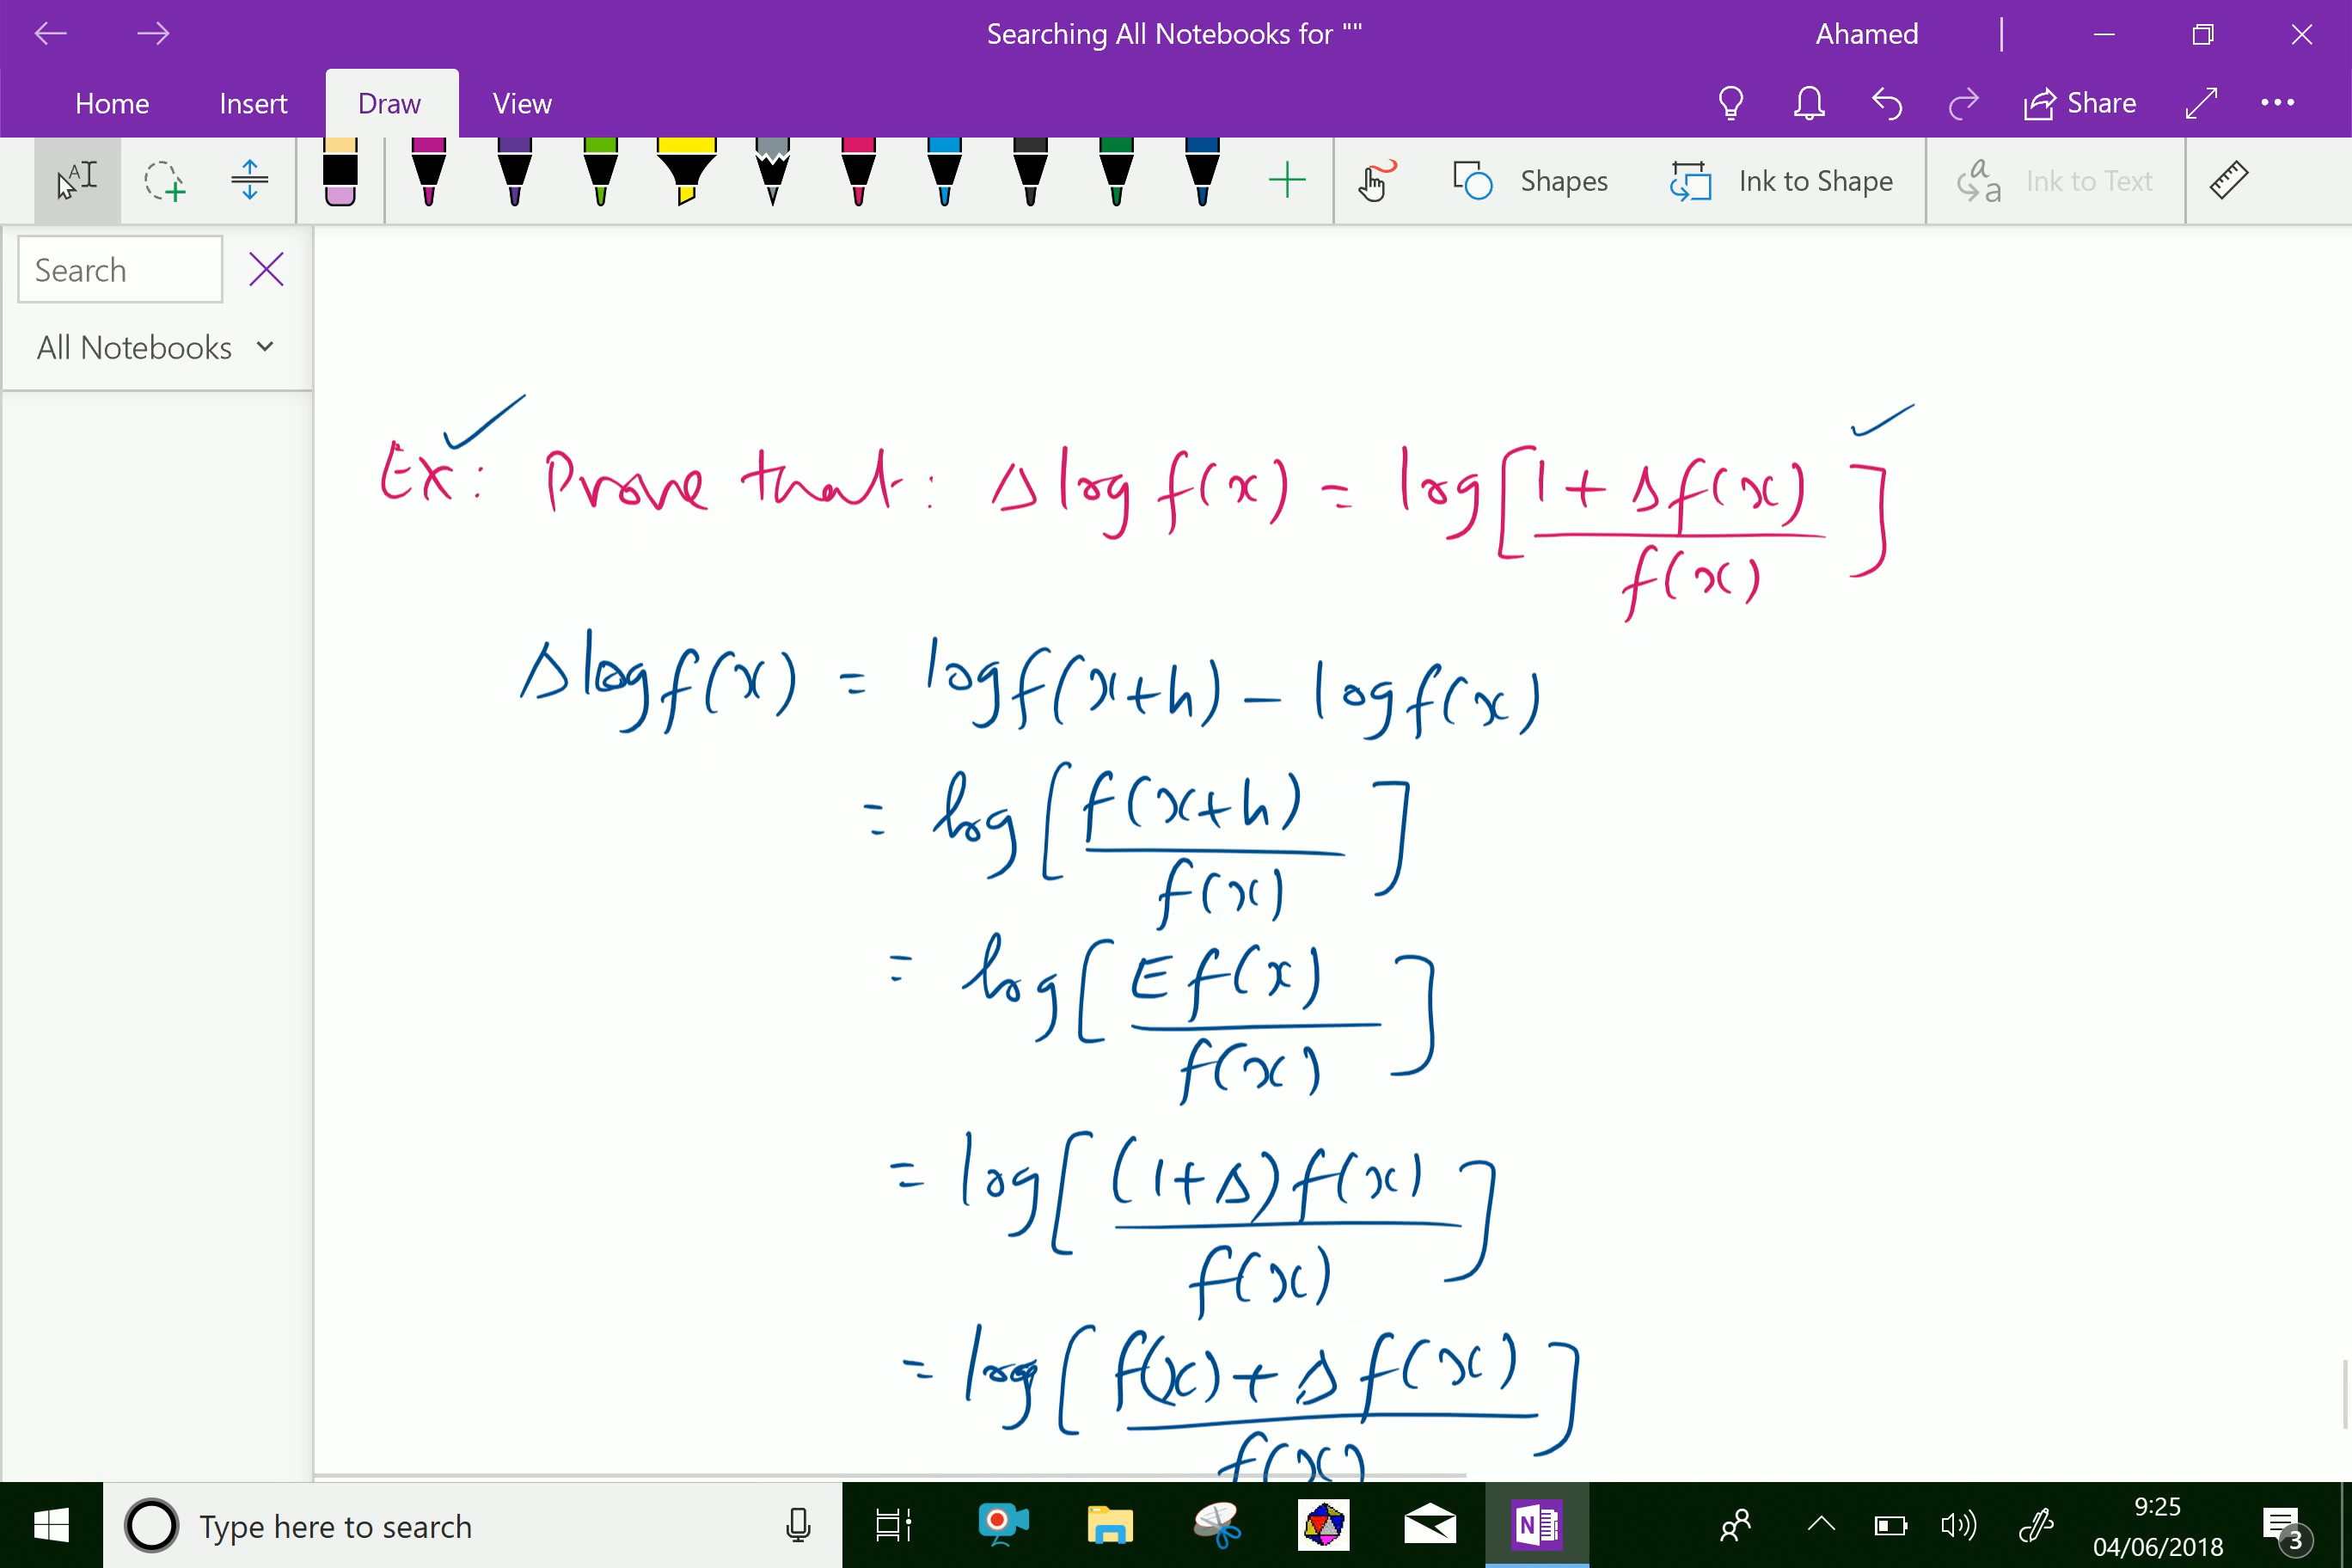 Searching All Notebooks for ""
Ahamed
Home Insert Draw View Share
Shapes Ink to Shape Ink to Text
Search
All Notebooks
Ex: Prove that: Δ log f(x) = log[(1 + Δf(x))/f(x)]
Δ log f(x) = log f(x+h) - log f(x)
= log[f(x+h)/f(x)]
= log[E f(x)/f(x)]
= log[(1+Δ)f(x)/f(x)]
= log[(f(x) + Δ f(x))/f(x)]
Type here to search
9:25
04/06/2018
3